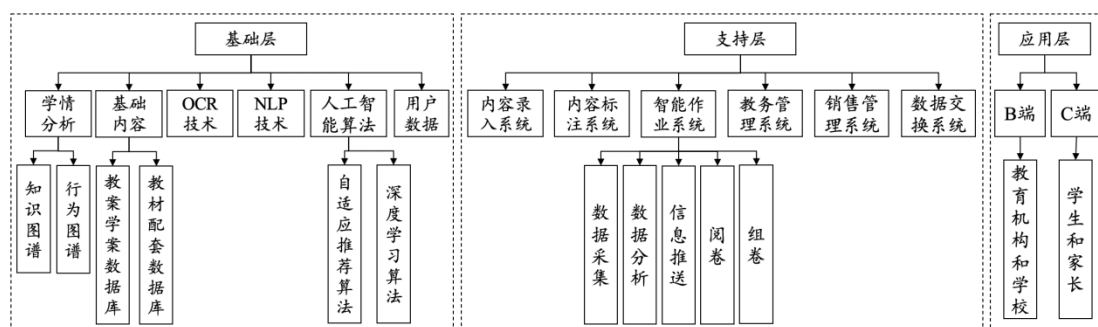 基础层
支持层
应用层
学情
分析
基础
内容
OCR
技术
NLP
技术
人工智
能算法
用户
数据
内容录
入系统
内容标
注系统
智能作
业系统
教务管
理系统
销售管
理系统
数据交
换系统
B端
C端
知识图谱
行为图谱
教案学案数据库
教材配套数据库
自适应推荐算法
深度学习算法
数据采集
数据分析
信息推送
阅卷
组卷
教育机构和学校
学生和家长